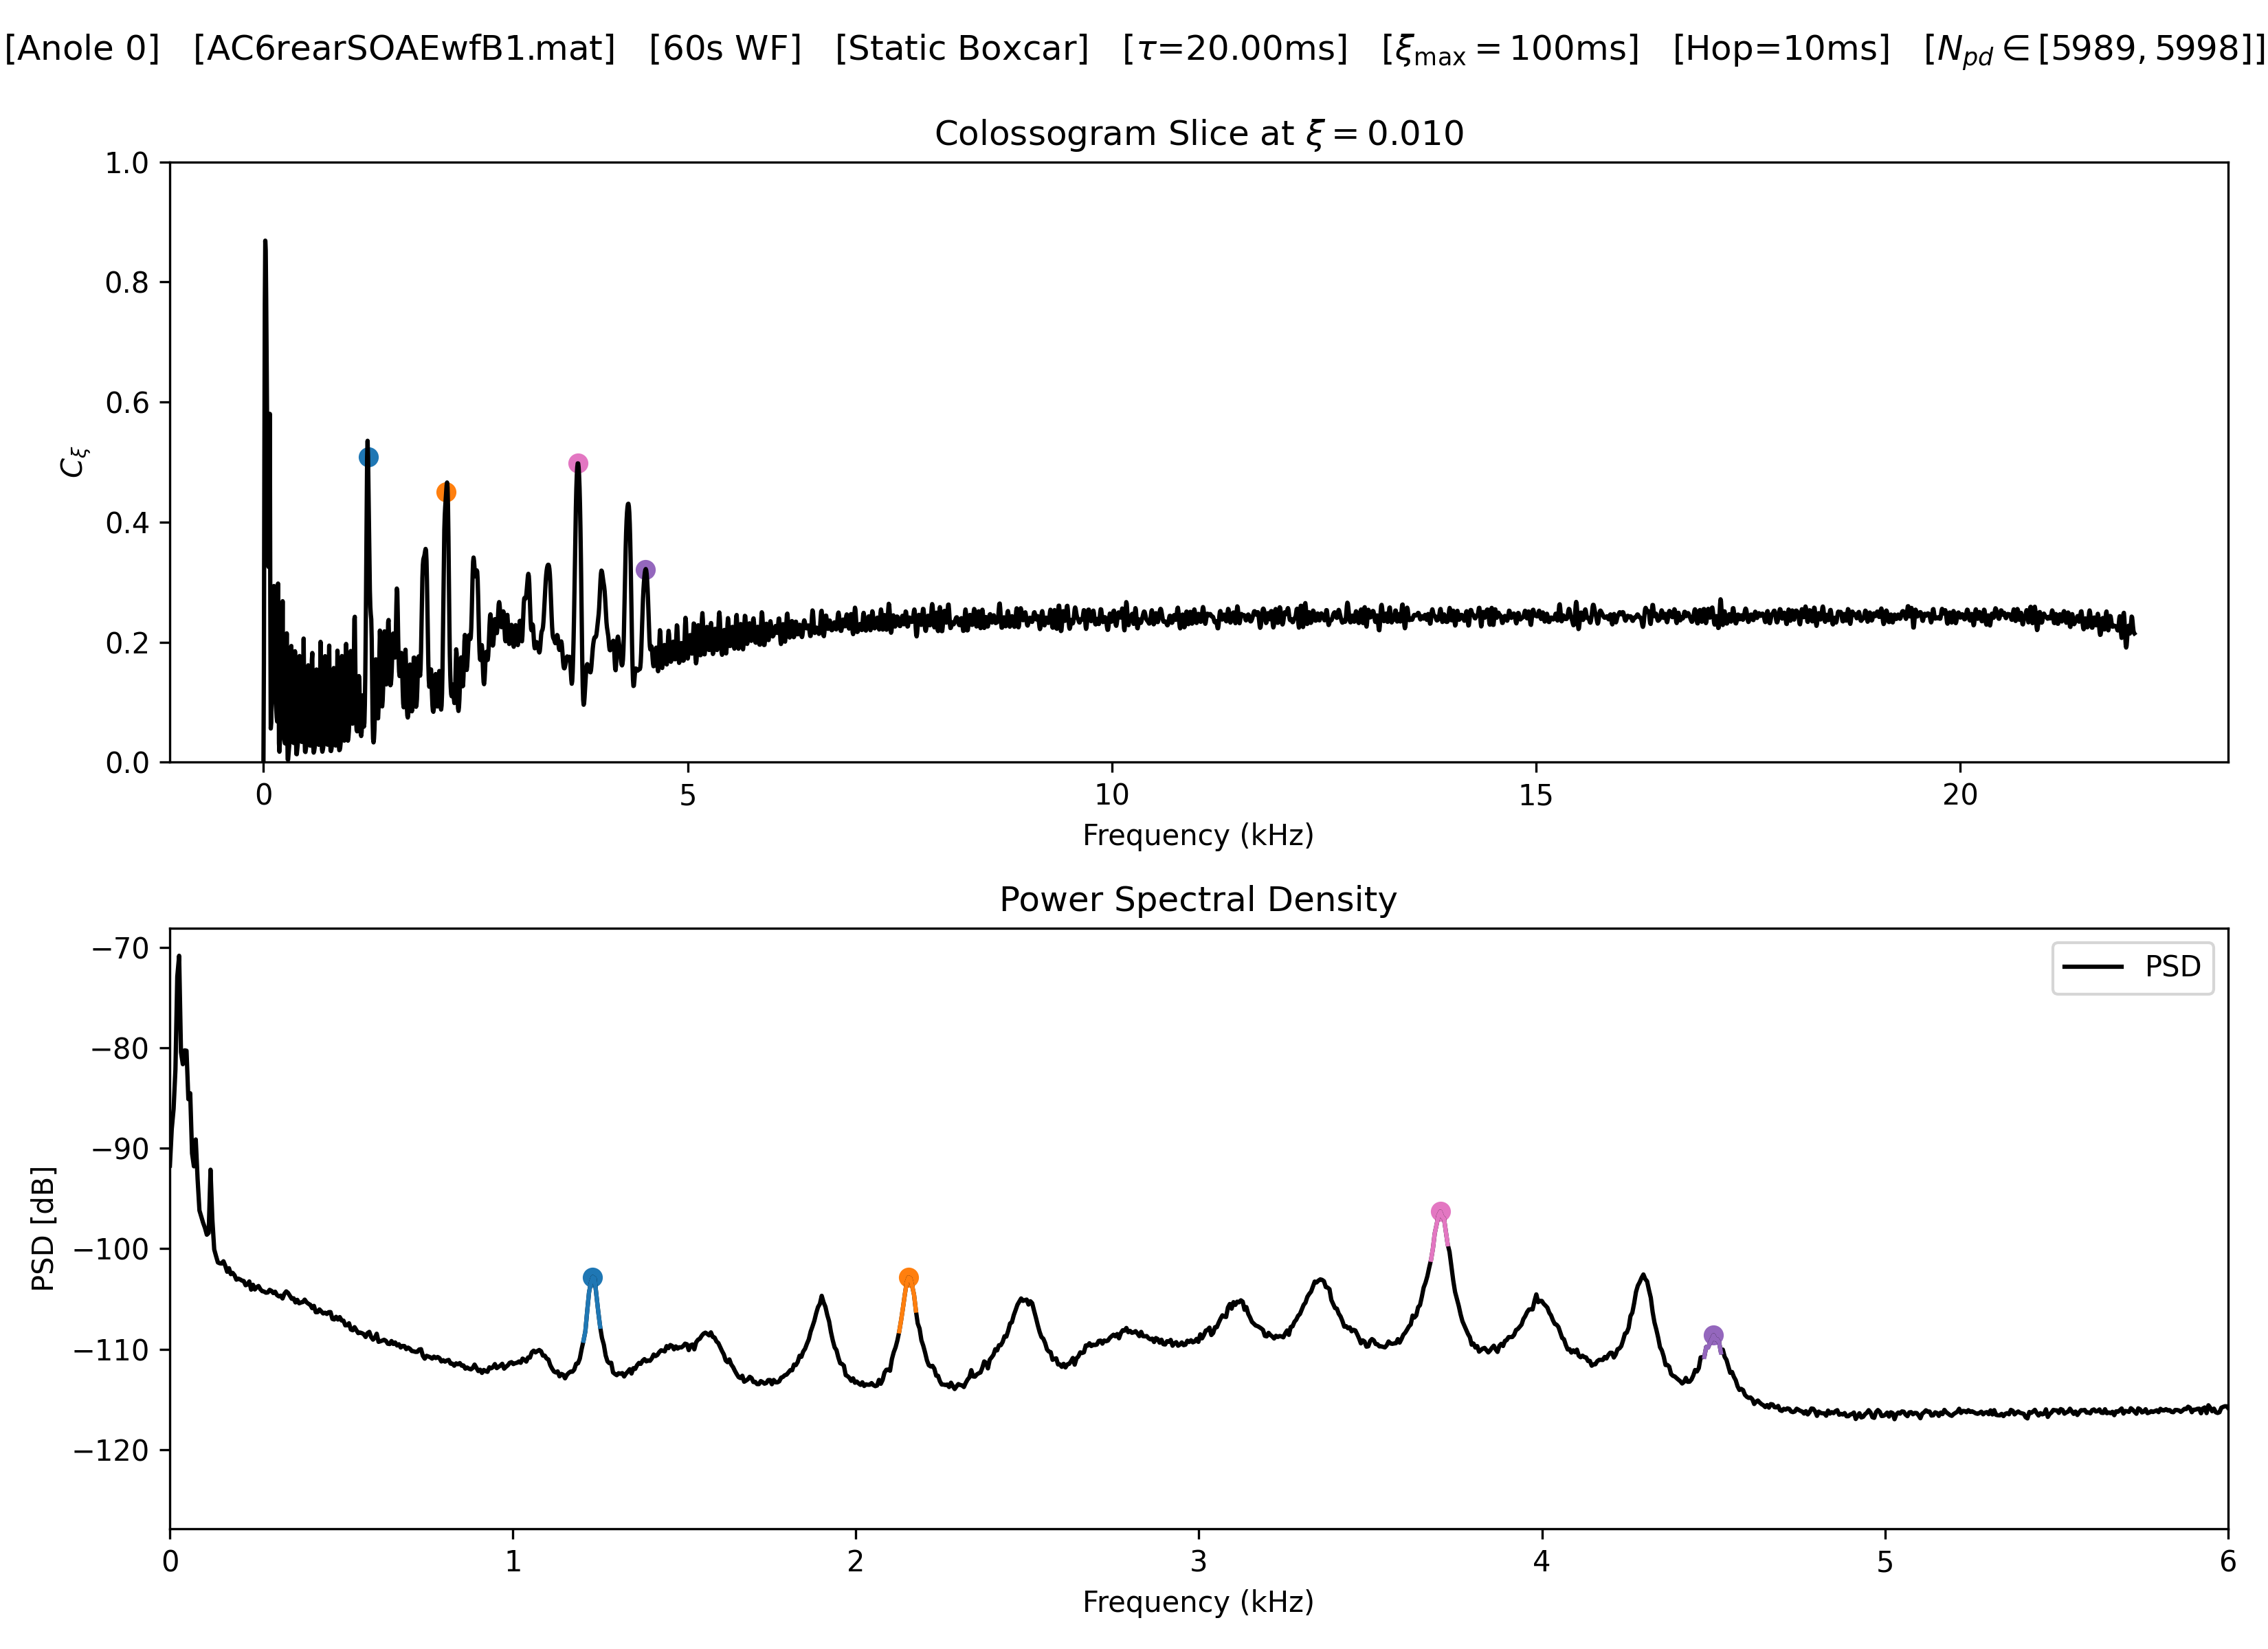 [Anole 0] [AC6rearSOAEwfB1.mat] [60s WF] [Static Boxcar] [τ=20.00ms] [ξmax = 100ms] [Hop=10ms] [Npd ∈ [5989, 5998]]
Colossogram Slice at ξ = 0.010
1.0
0.8
0.6
0.4
0.2
0.0
Cξ
0 5 10 15 20
Frequency (kHz)
Power Spectral Density
PSD
−70
−80
−90
−100
−110
−120
PSD [dB]
0 1 2 3 4 5 6
Frequency (kHz)